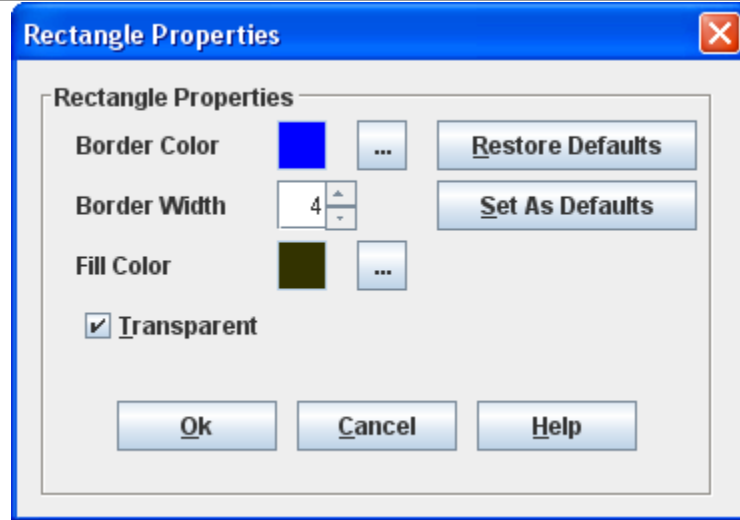 Rectangle Properties
Rectangle Properties
Border Color ... Restore Defaults
Border Width 4 Set As Defaults
Fill Color ...
Transparent
Ok Cancel Help